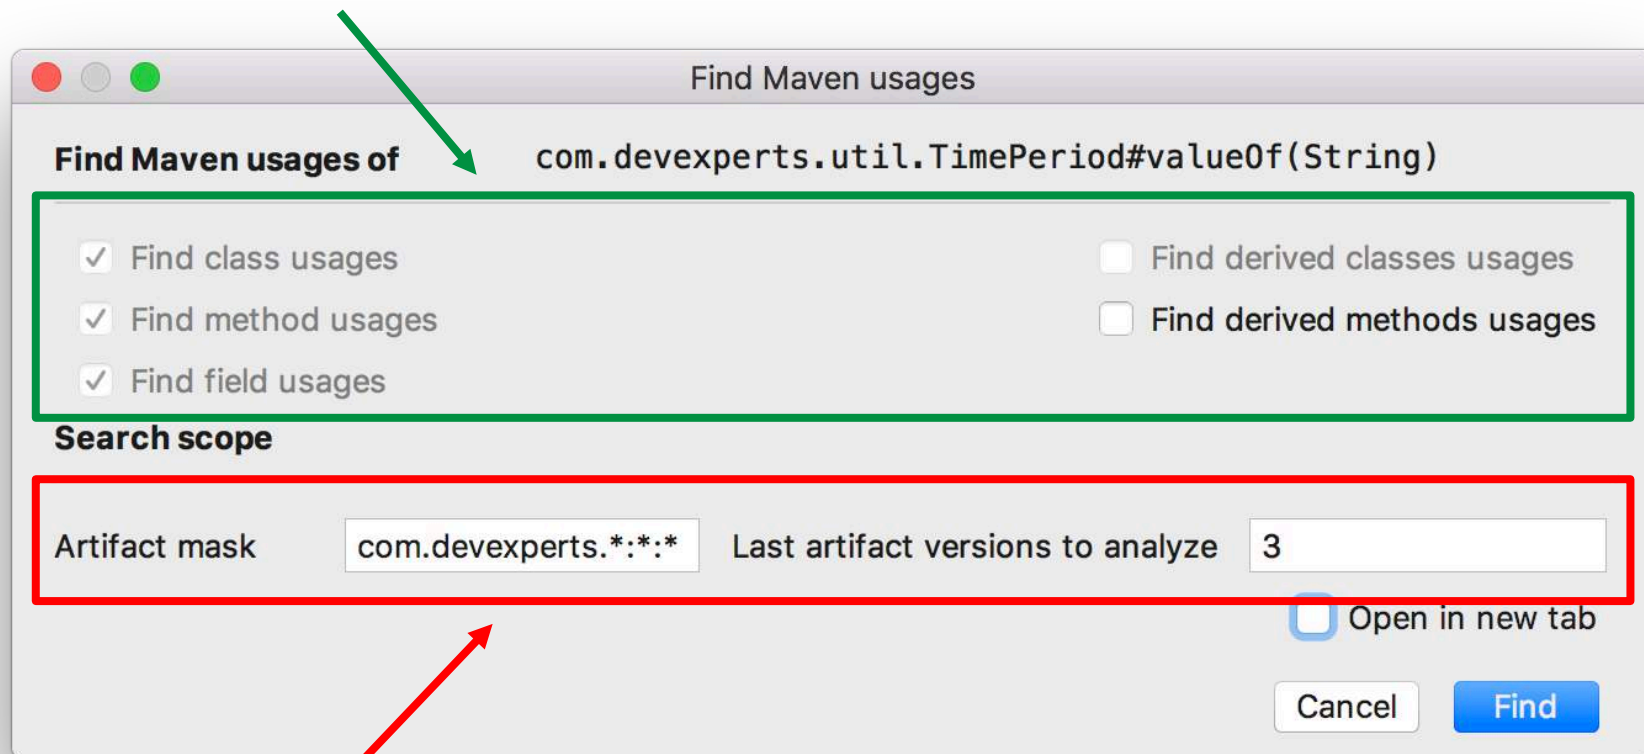 Find Maven usages
Find Maven usages of com.devexperts.util.TimePeriod#valueOf(String)
Find class usages Find derived classes usages
Find method usages Find derived methods usages
Find field usages
Search scope
Artifact mask com.devexperts.*:*:* Last artifact versions to analyze 3
Open in new tab
Cancel Find